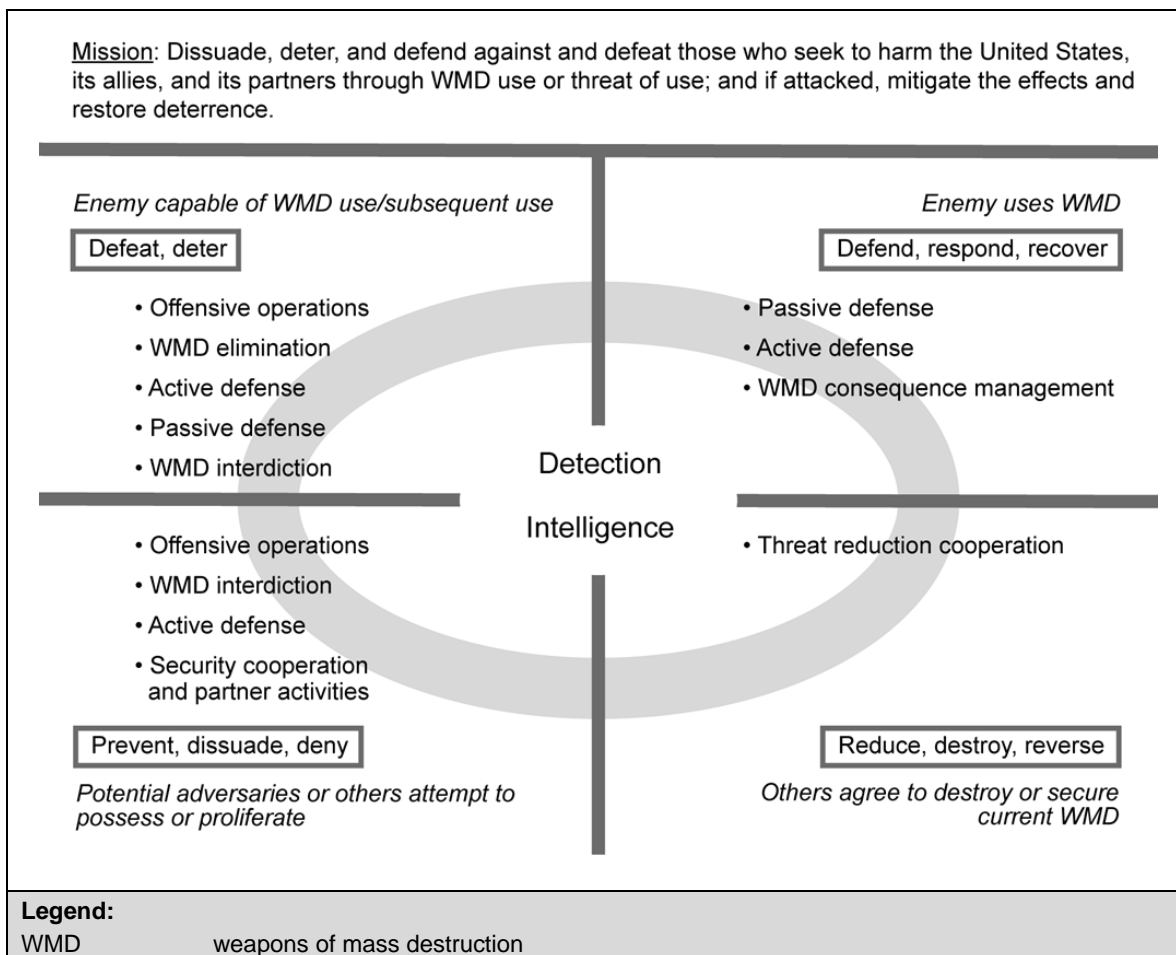 Mission: Dissuade, deter, and defend against and defeat those who seek to harm the United States,
its allies, and its partners through WMD use or threat of use; and if attacked, mitigate the effects and
restore deterrence.
Enemy capable of WMD use/subsequent use
Defeat, deter
• Offensive operations
• WMD elimination
• Active defense
• Passive defense
• WMD interdiction
Enemy uses WMD
Defend, respond, recover
• Passive defense
• Active defense
• WMD consequence management
Detection
Intelligence
• Offensive operations
• WMD interdiction
• Active defense
• Security cooperation
and partner activities
Prevent, dissuade, deny
Potential adversaries or others attempt to
possess or proliferate
• Threat reduction cooperation
Reduce, destroy, reverse
Others agree to destroy or secure
current WMD
Legend:
WMD weapons of mass destruction